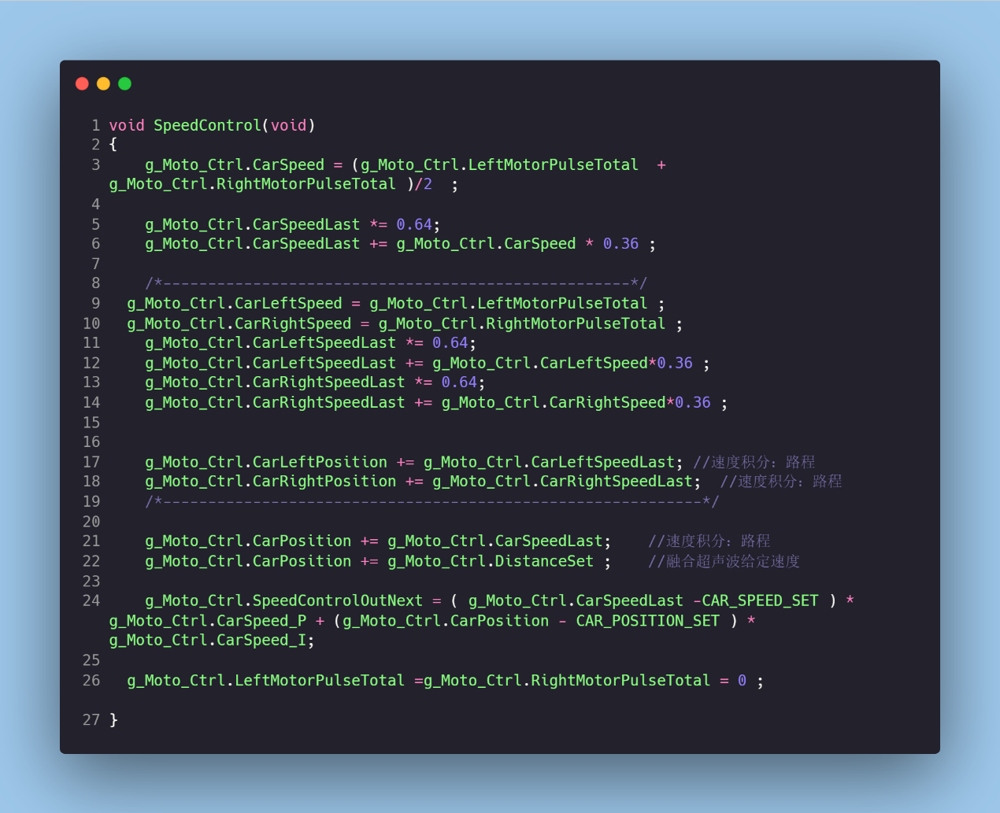 1 void SpeedControl(void)
2 {
3     g_Moto_Ctrl.CarSpeed = (g_Moto_Ctrl.LeftMotorPulseTotal  +
g_Moto_Ctrl.RightMotorPulseTotal )/2  ;
4
5     g_Moto_Ctrl.CarSpeedLast *= 0.64;
6     g_Moto_Ctrl.CarSpeedLast += g_Moto_Ctrl.CarSpeed * 0.36 ;
7
8     /*----------------------------------------------------*/
9   g_Moto_Ctrl.CarLeftSpeed = g_Moto_Ctrl.LeftMotorPulseTotal ;
10   g_Moto_Ctrl.CarRightSpeed = g_Moto_Ctrl.RightMotorPulseTotal ;
11     g_Moto_Ctrl.CarLeftSpeedLast *= 0.64;
12     g_Moto_Ctrl.CarLeftSpeedLast += g_Moto_Ctrl.CarLeftSpeed*0.36 ;
13     g_Moto_Ctrl.CarRightSpeedLast *= 0.64;
14     g_Moto_Ctrl.CarRightSpeedLast += g_Moto_Ctrl.CarRightSpeed*0.36 ;
15
16
17     g_Moto_Ctrl.CarLeftPosition += g_Moto_Ctrl.CarLeftSpeedLast; //速度积分：路程
18     g_Moto_Ctrl.CarRightPosition += g_Moto_Ctrl.CarRightSpeedLast;  //速度积分：路程
19     /*------------------------------------------------------------*/
20
21     g_Moto_Ctrl.CarPosition += g_Moto_Ctrl.CarSpeedLast;    //速度积分：路程
22     g_Moto_Ctrl.CarPosition += g_Moto_Ctrl.DistanceSet ;    //融合超声波给定速度
23
24     g_Moto_Ctrl.SpeedControlOutNext = ( g_Moto_Ctrl.CarSpeedLast -CAR_SPEED_SET ) *
g_Moto_Ctrl.CarSpeed_P + (g_Moto_Ctrl.CarPosition - CAR_POSITION_SET ) *
g_Moto_Ctrl.CarSpeed_I;
25
26   g_Moto_Ctrl.LeftMotorPulseTotal =g_Moto_Ctrl.RightMotorPulseTotal = 0 ;
27 }